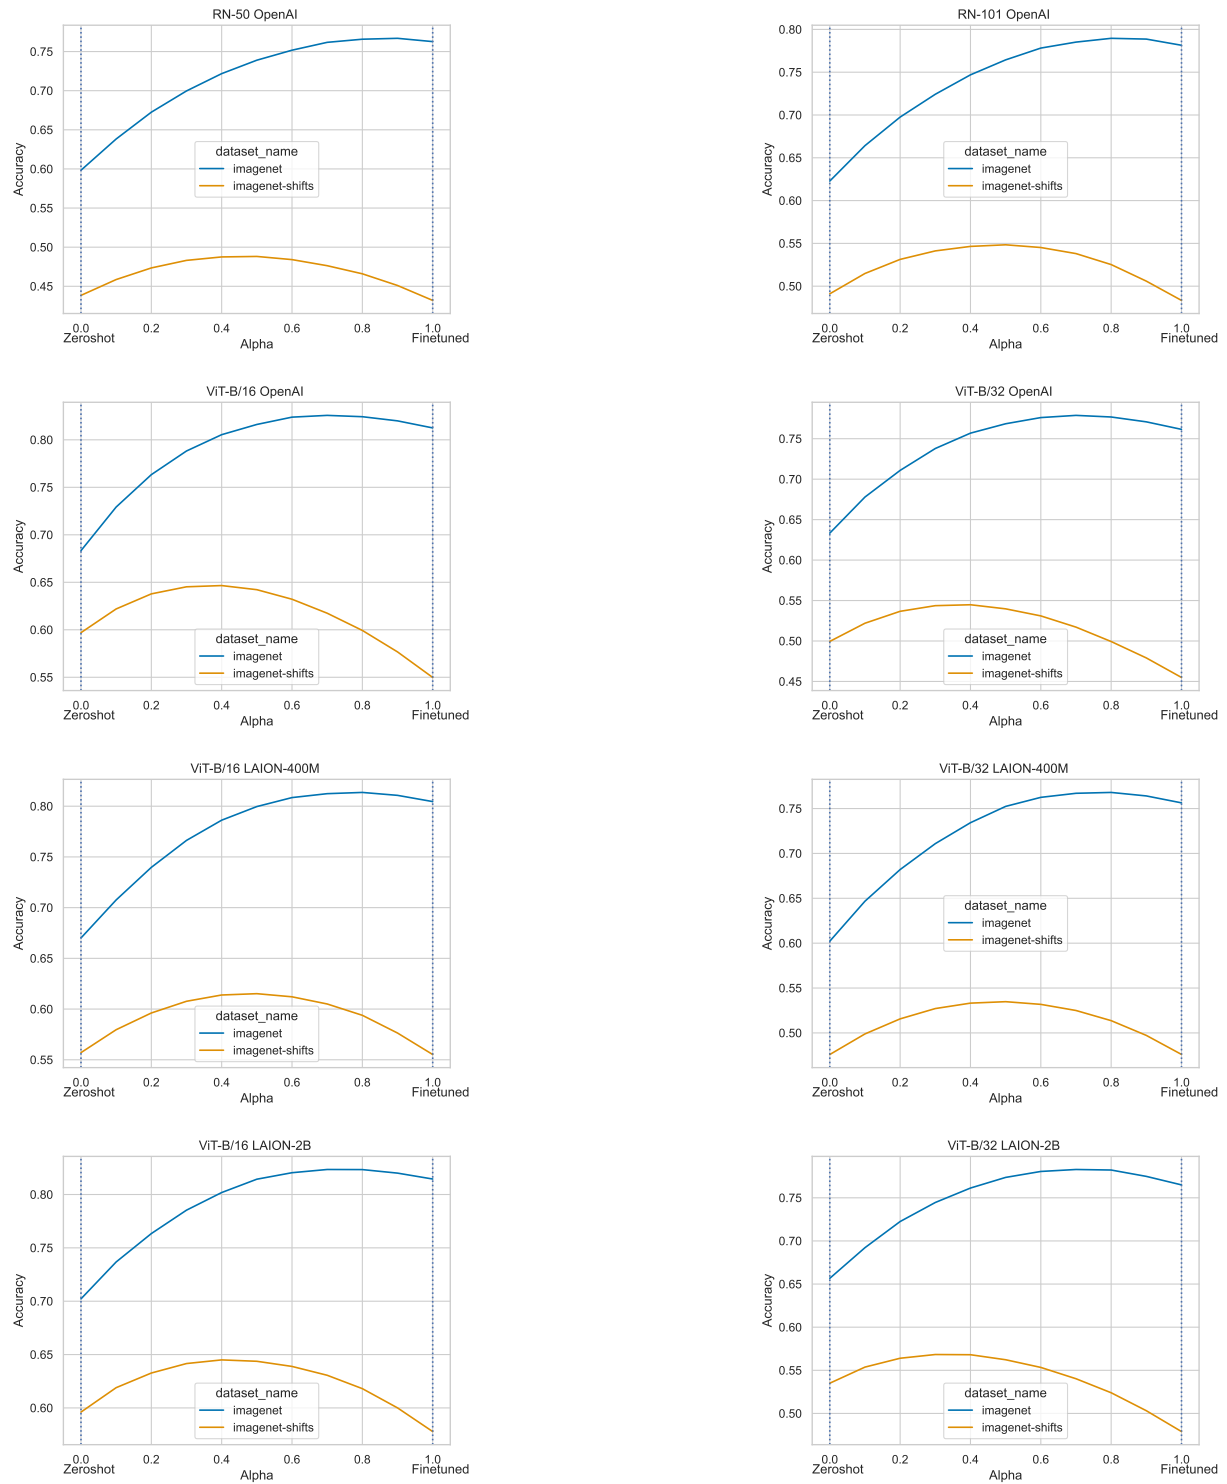 RN-50 OpenAI
Accuracy
0.75
0.70
0.65
0.60
0.55
0.50
0.45
dataset_name
imagenet
imagenet-shifts
0.0 0.2 0.4 0.6 0.8 1.0
Zeroshot Alpha Finetuned
RN-101 OpenAI
Accuracy
0.80
0.75
0.70
0.65
0.60
0.55
0.50
dataset_name
imagenet
imagenet-shifts
0.0 0.2 0.4 0.6 0.8 1.0
Zeroshot Alpha Finetuned
ViT-B/16 OpenAI
Accuracy
0.80
0.75
0.70
0.65
0.60
0.55
dataset_name
imagenet
imagenet-shifts
0.0 0.2 0.4 0.6 0.8 1.0
Zeroshot Alpha Finetuned
ViT-B/32 OpenAI
Accuracy
0.75
0.70
0.65
0.60
0.55
0.50
0.45
dataset_name
imagenet
imagenet-shifts
0.0 0.2 0.4 0.6 0.8 1.0
Zeroshot Alpha Finetuned
ViT-B/16 LAION-400M
Accuracy
0.80
0.75
0.70
0.65
0.60
0.55
dataset_name
imagenet
imagenet-shifts
0.0 0.2 0.4 0.6 0.8 1.0
Zeroshot Alpha Finetuned
ViT-B/32 LAION-400M
Accuracy
0.75
0.70
0.65
0.60
0.55
0.50
dataset_name
imagenet
imagenet-shifts
0.0 0.2 0.4 0.6 0.8 1.0
Zeroshot Alpha Finetuned
ViT-B/16 LAION-2B
Accuracy
0.80
0.75
0.70
0.65
0.60
dataset_name
imagenet
imagenet-shifts
0.0 0.2 0.4 0.6 0.8 1.0
Zeroshot Alpha Finetuned
ViT-B/32 LAION-2B
Accuracy
0.75
0.70
0.65
0.60
0.55
0.50
dataset_name
imagenet
imagenet-shifts
0.0 0.2 0.4 0.6 0.8 1.0
Zeroshot Alpha Finetuned